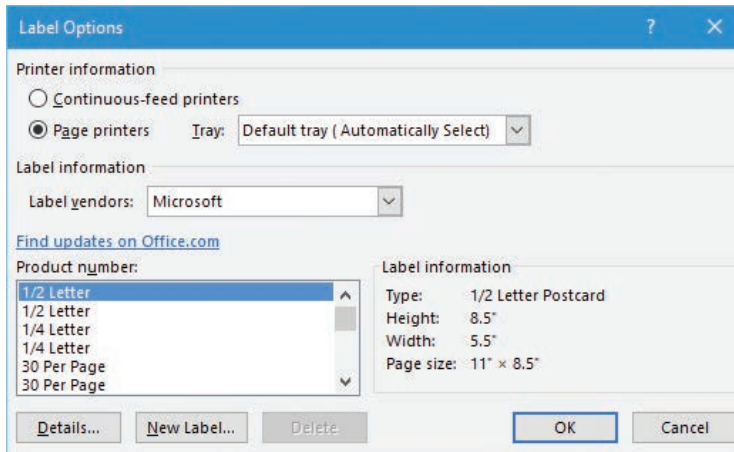 Label Options ? ×
Printer information
Continuous-feed printers
Page printers Tray: Default tray ( Automatically Select)
Label information
Label vendors: Microsoft
Find updates on Office.com
Product number:
1/2 Letter
1/2 Letter
1/4 Letter
1/4 Letter
30 Per Page
30 Per Page
Label information
Type: 1/2 Letter Postcard
Height: 8.5"
Width: 5.5"
Page size: 11" × 8.5"
Details... New Label... Delete OK Cancel